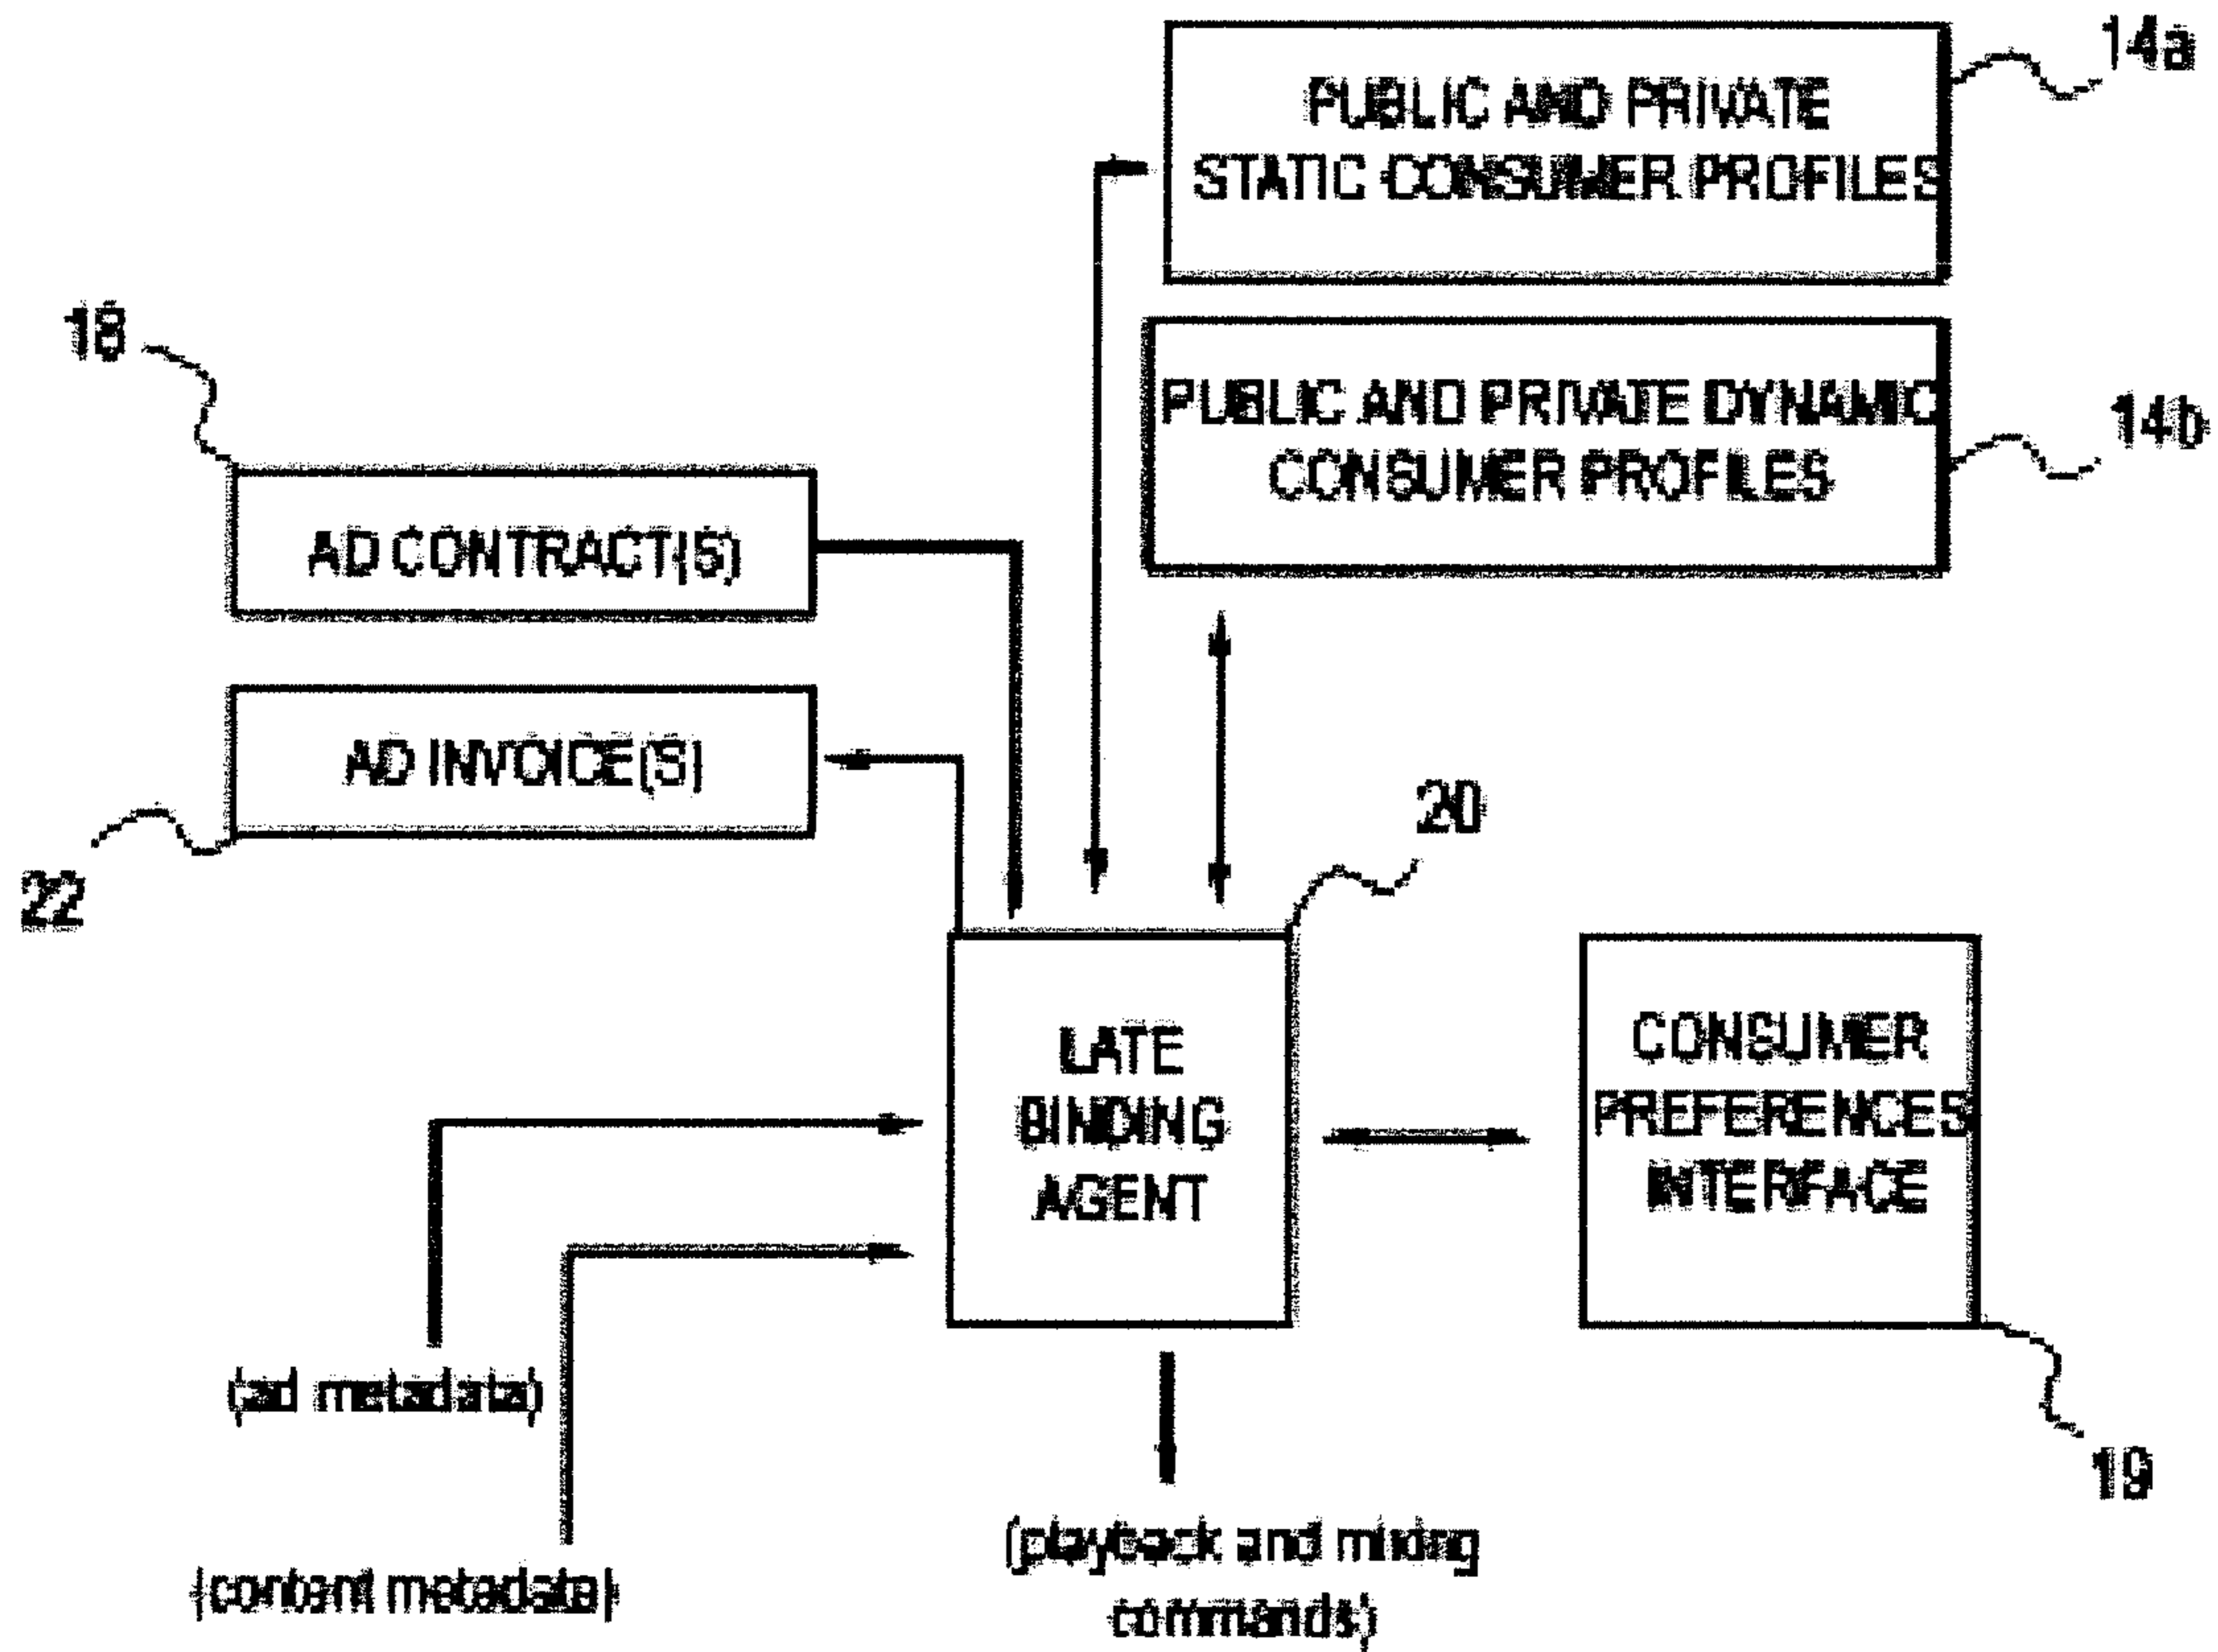 14a
PUBLIC AND PRIVATE
STATIC CONSUMER PROFILES
18
PUBLIC AND PRIVATE DYNAMIC
CONSUMER PROFILES
14b
AD CONTRACT(S)
AD INVOICE(S)
20
22
LATE
BINDING
AGENT
CONSUMER
PREFERENCES
INTERFACE
(ad metadata)
19
(playback and mixing
commands)
(content metadata)